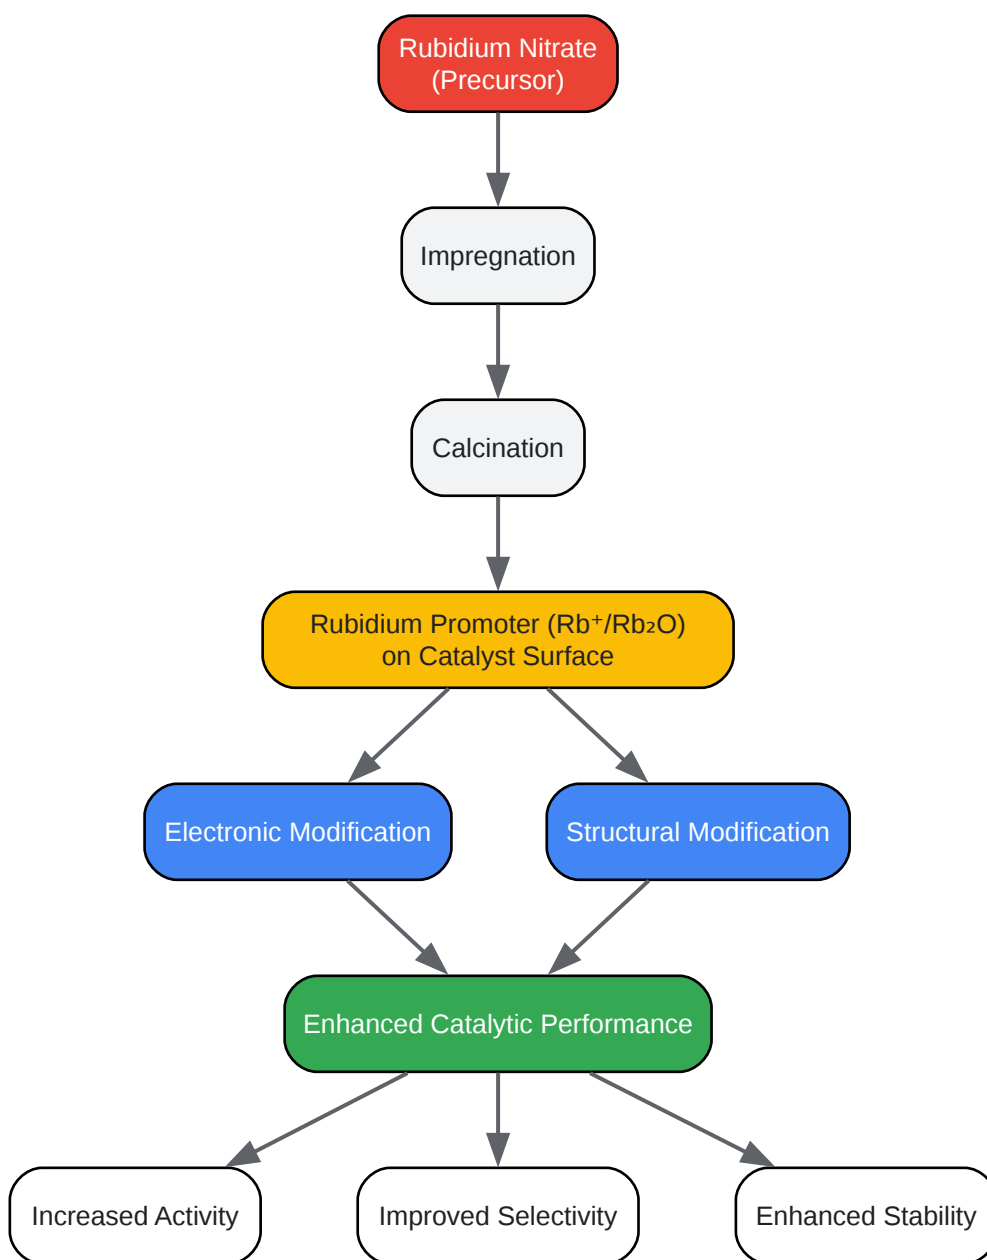 Rubidium Nitrate
(Precursor)
Impregnation
Calcination
Rubidium Promoter (Rb⁺/Rb₂O)
on Catalyst Surface
Electronic Modification
Structural Modification
Enhanced Catalytic Performance
Increased Activity
Improved Selectivity
Enhanced Stability